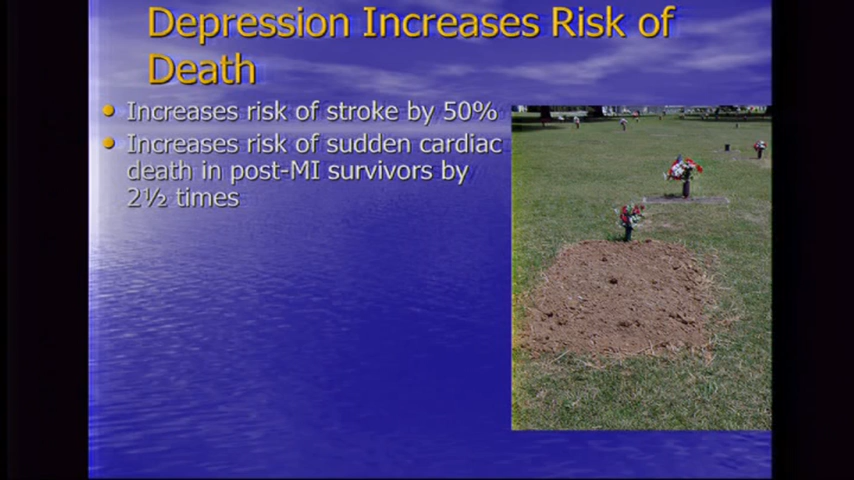 Depression Increases Risk of
Death
Increases risk of stroke by 50%
Increases risk of sudden cardiac
death in post-MI survivors by
2½ times